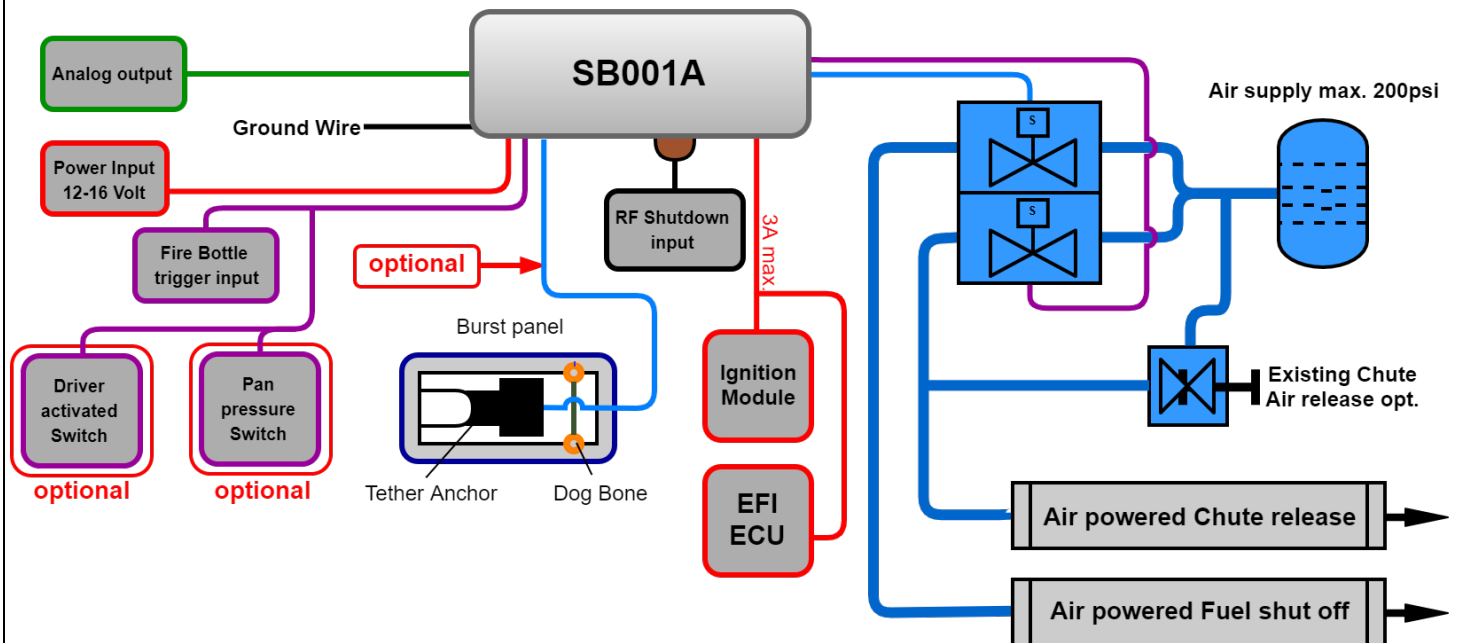 SB001A
Analog output
Air supply max. 200psi
Ground Wire
Power Input
12-16 Volt
S
RF Shutdown
input
3A max.
S
Fire Bottle
trigger input
optional
Burst panel
Driver
activated
Switch
Pan
pressure
Switch
Ignition
Module
Existing Chute
Air release opt.
optional
optional
Tether Anchor
Dog Bone
EFI
ECU
Air powered Chute release
Air powered Fuel shut off